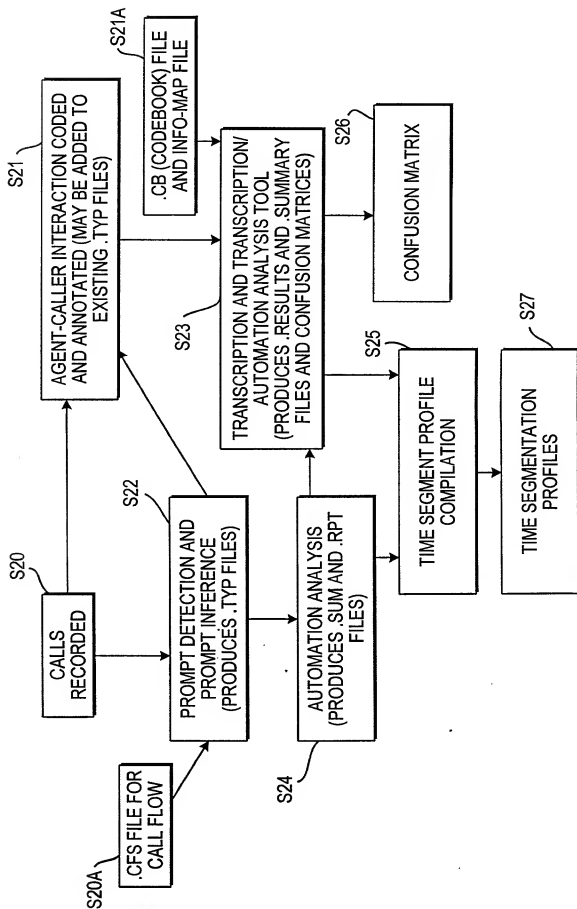 S20
CALLS
RECORDED
S20A
.CFS FILE FOR
CALL FLOW
S21
AGENT-CALLER INTERACTION CODED
AND ANNOTATED (MAY BE ADDED TO
EXISTING .TYP FILES)
S21A
.CB (CODEBOOK) FILE
AND INFO-MAP FILE
S22
PROMPT DETECTION AND
PROMPT INFERENCE
(PRODUCES .TYP FILES)
S23
TRANSCRIPTION AND TRANSCRIPTION/
AUTOMATION ANALYSIS TOOL
(PRODUCES .RESULTS AND .SUMMARY
FILES AND CONFUSION MATRICES)
S24
AUTOMATION ANALYSIS
(PRODUCES .SUM AND .RPT
FILES)
S25
TIME SEGMENT PROFILE
COMPILATION
S26
CONFUSION MATRIX
S27
TIME SEGMENTATION
PROFILES